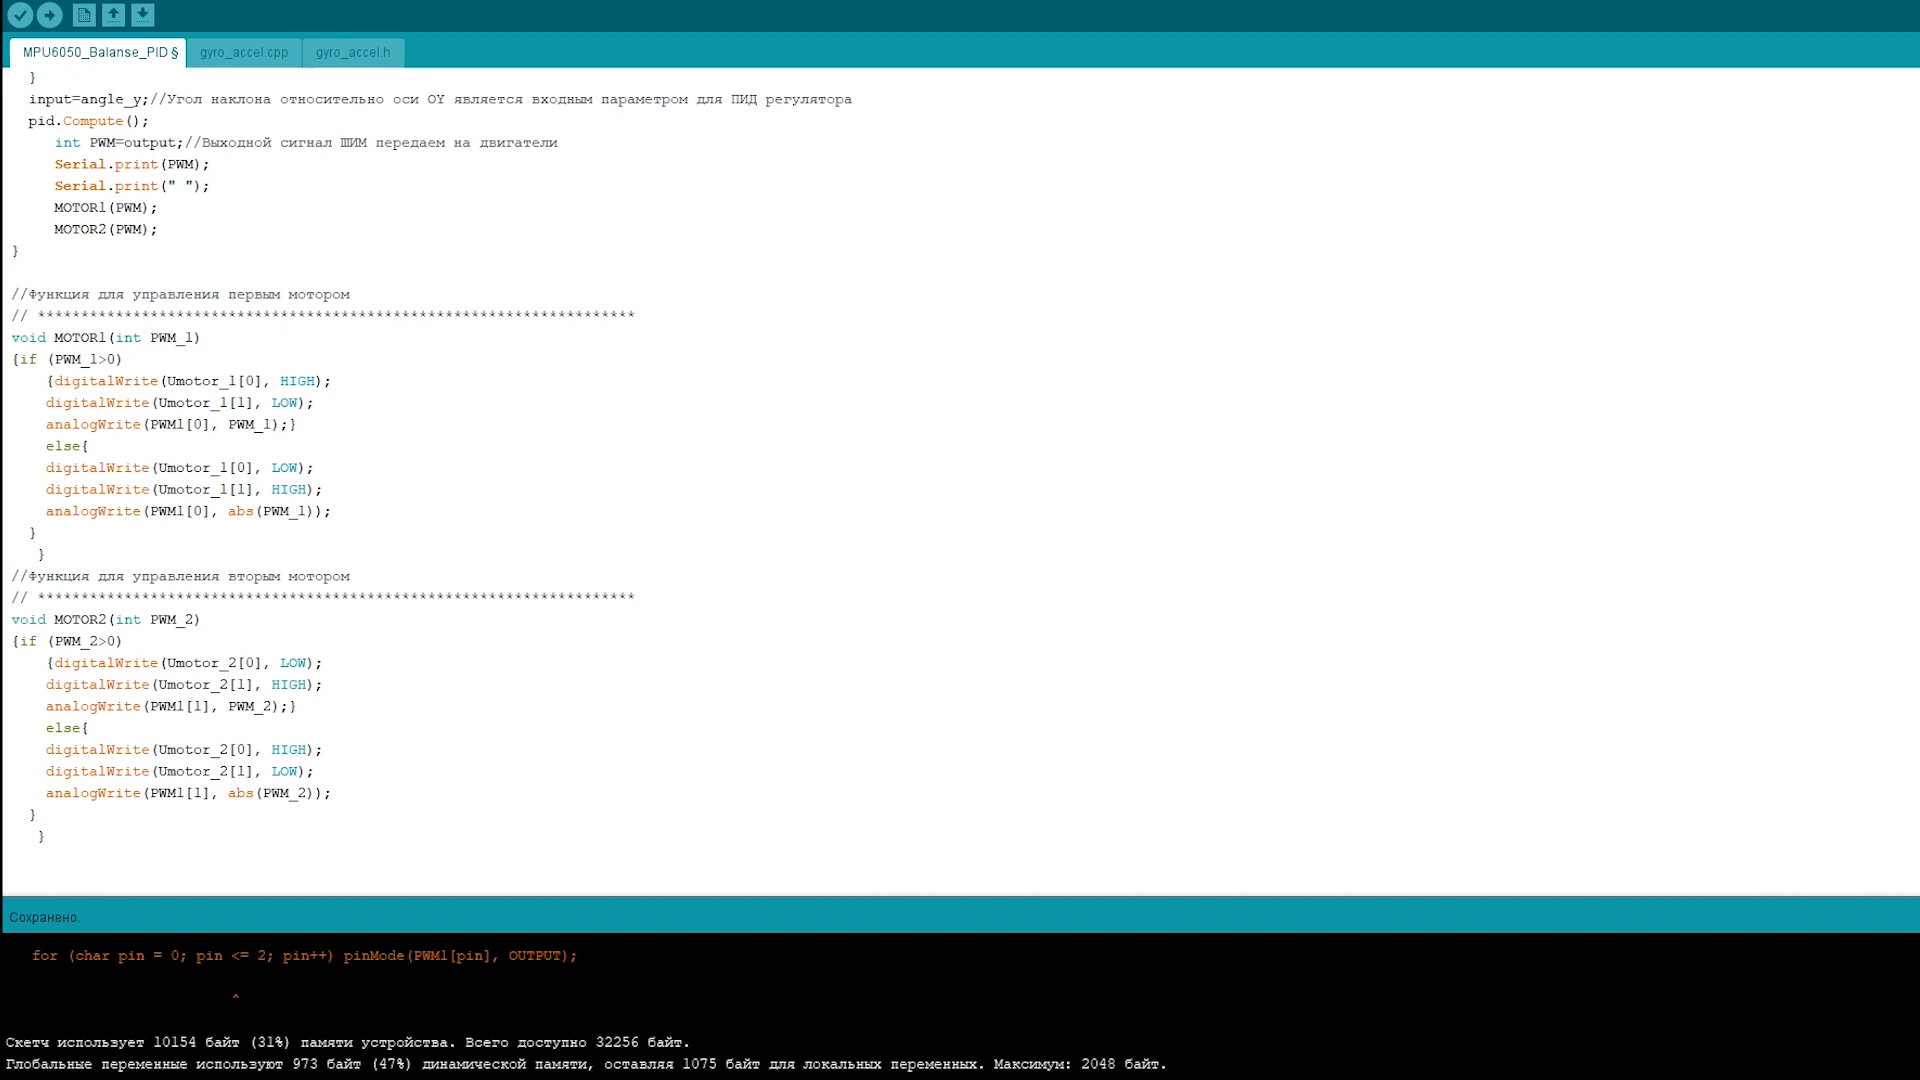 MPU6050_Balanse_PID § gyro_accel.cpp gyro_accel.h
}
input=angle_y;//Угол наклона относительно оси OY является входным параметром для ПИД регулятора
pid.Compute();
int PWM=output;//Выходной сигнал ШИМ передаем на двигатели
Serial.print(PWM);
Serial.print(" ");
MOTOR1(PWM);
MOTOR2(PWM);
}
//Функция для управления первым мотором
// *********************************************************************
void MOTOR1(int PWM_1)
{if (PWM_1>0)
{digitalWrite(Umotor_1[0], HIGH);
digitalWrite(Umotor_1[1], LOW);
analogWrite(PWM1[0], PWM_1);}
else{
digitalWrite(Umotor_1[0], LOW);
digitalWrite(Umotor_1[1], HIGH);
analogWrite(PWM1[0], abs(PWM_1));
}
}
//Функция для управления вторым мотором
// *********************************************************************
void MOTOR2(int PWM_2)
{if (PWM_2>0)
{digitalWrite(Umotor_2[0], LOW);
digitalWrite(Umotor_2[1], HIGH);
analogWrite(PWM1[1], PWM_2);}
else{
digitalWrite(Umotor_2[0], HIGH);
digitalWrite(Umotor_2[1], LOW);
analogWrite(PWM1[1], abs(PWM_2));
}
}
Сохранено.
for (char pin = 0; pin <= 2; pin++) pinMode(PWM1[pin], OUTPUT);
^
Скетч использует 10154 байт (31%) памяти устройства. Всего доступно 32256 байт.
Глобальные переменные используют 973 байт (47%) динамической памяти, оставляя 1075 байт для локальных переменных. Максимум: 2048 байт.